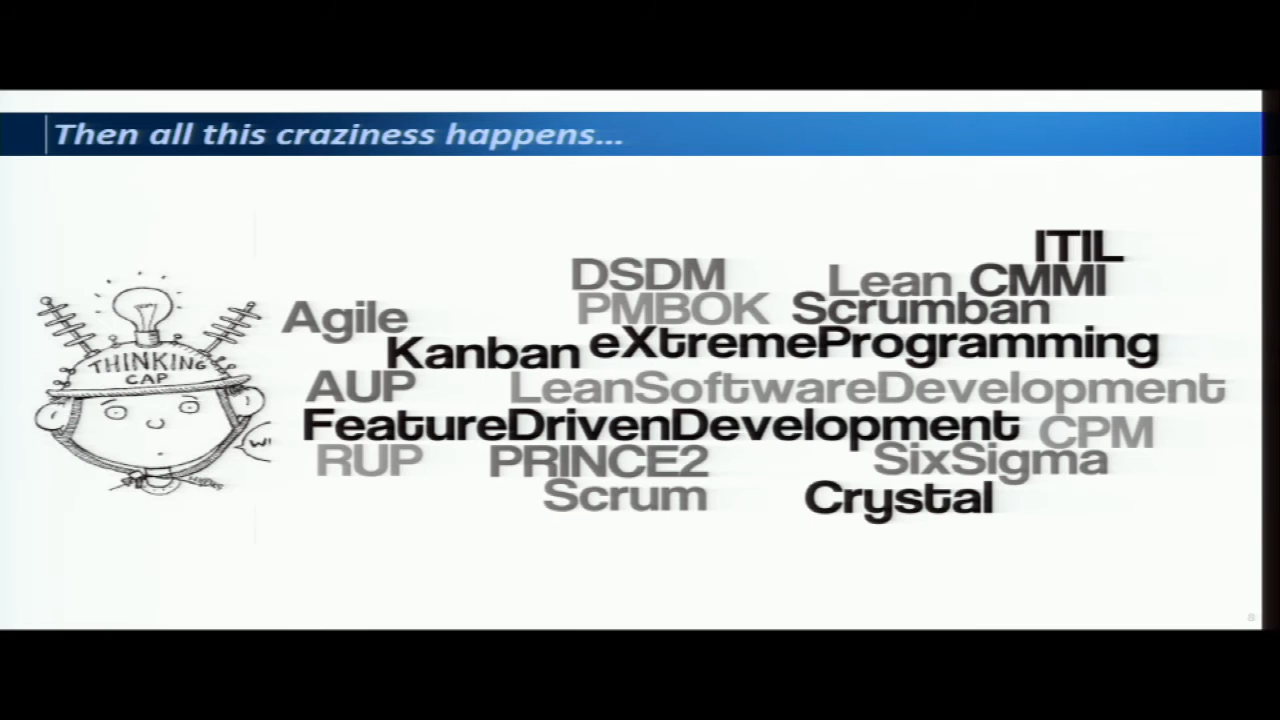 Then all this craziness happens...
ITIL
DSDM
Lean CMMI
PMBOK Scrumban
Agile
Kanban eXtremeProgramming
AUP LeanSoftwareDevelopment
FeatureDrivenDevelopment CPM
RUP PRINCE2 SixSigma
Scrum Crystal
THINKING
CAP
W!
8